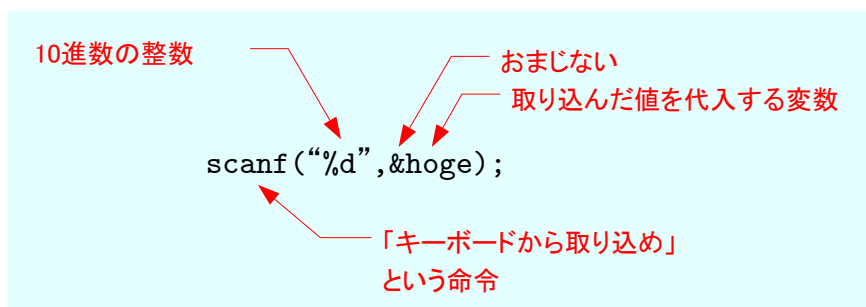 10進数の整数
おまじない
取り込んだ値を代入する変数
scanf(“%d”,&hoge);
「キーボードから取り込め」
という命令